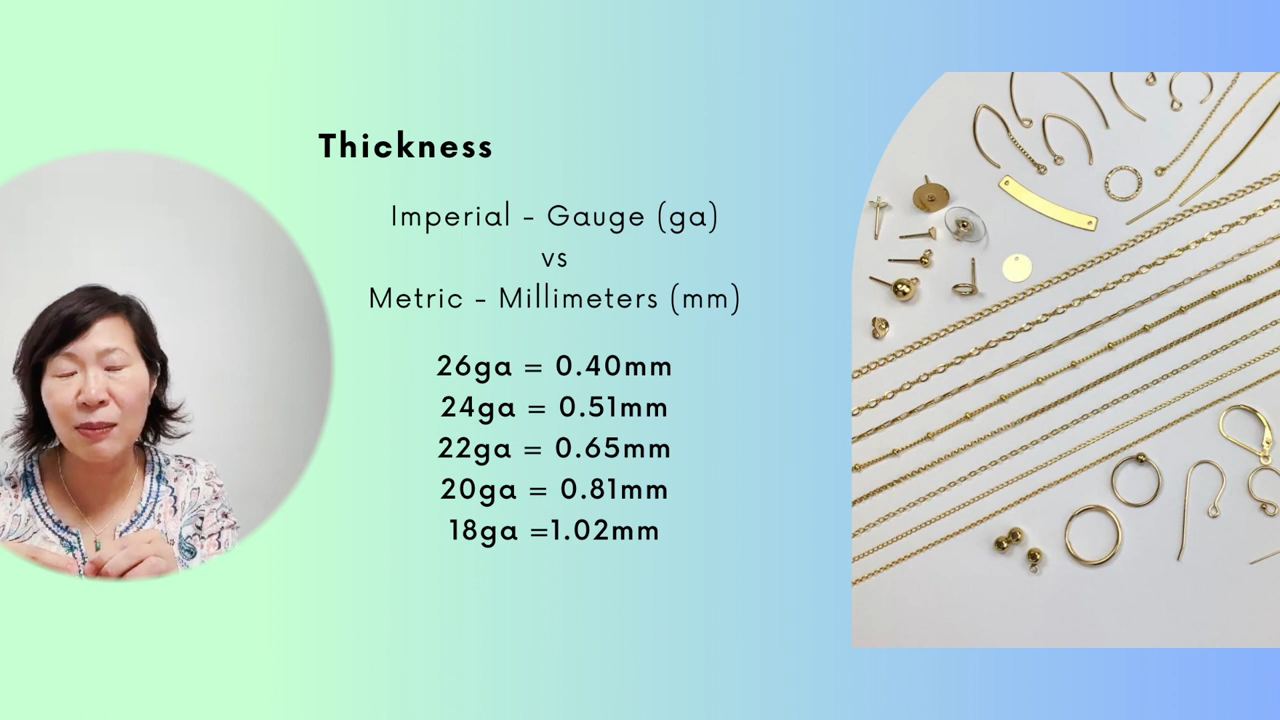 Thickness
Imperial - Gauge (ga)
vs
Metric - Millimeters (mm)
26ga = 0.40mm
24ga = 0.51mm
22ga = 0.65mm
20ga = 0.81mm
18ga =1.02mm